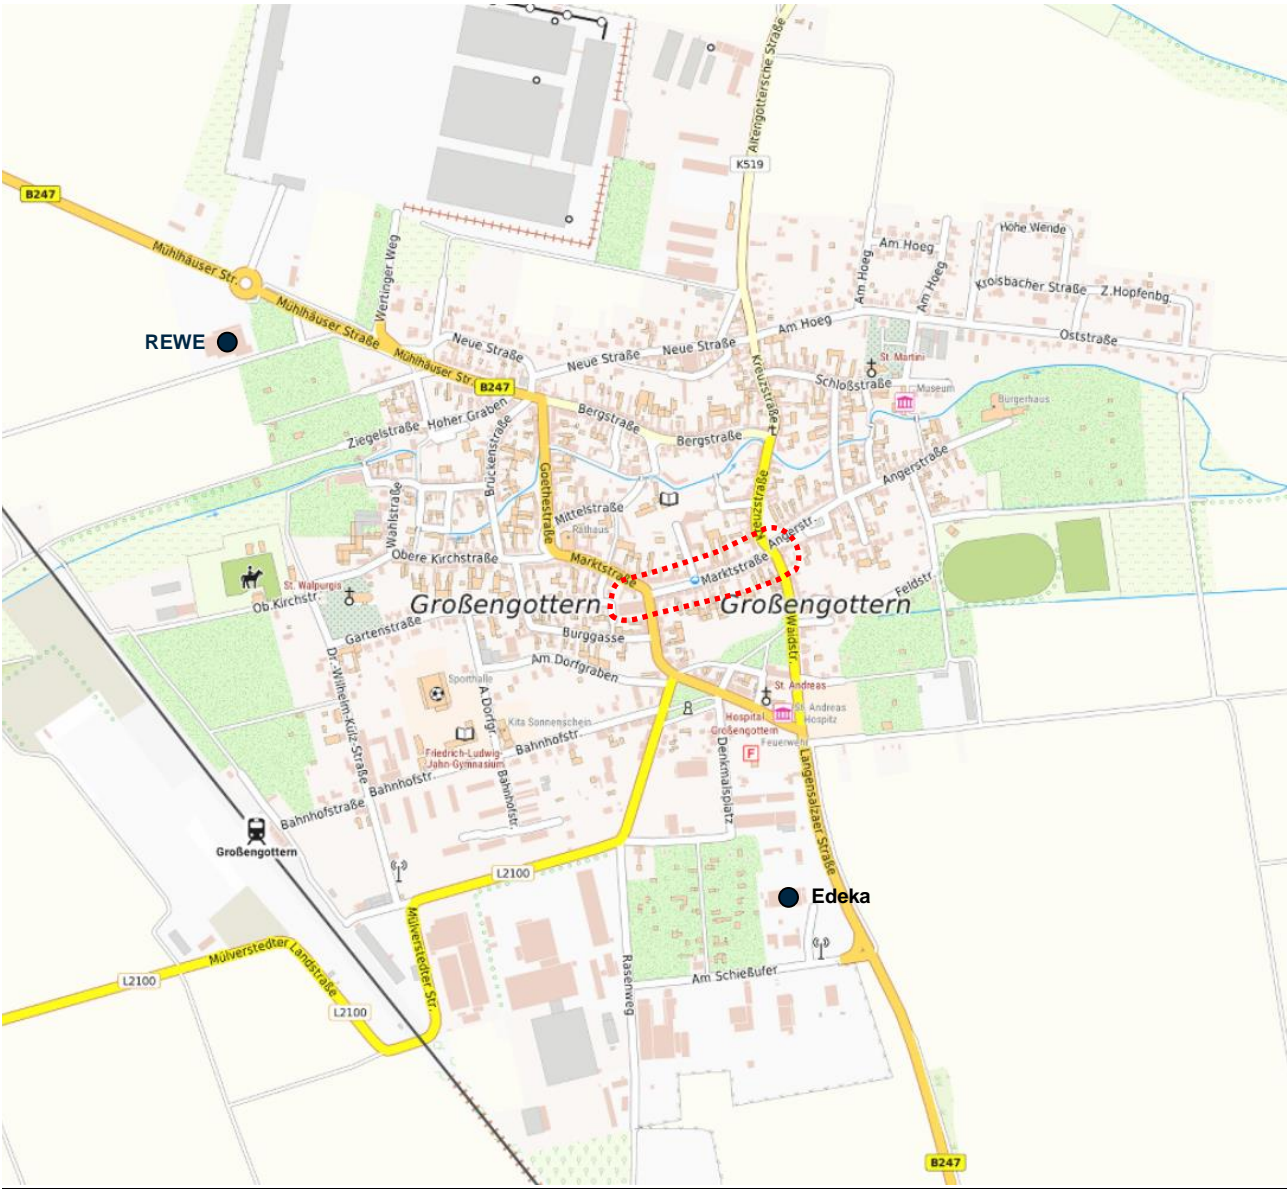 Altengottersche Straße
K519
B247
Mühlhäuser Str.
Wertinger Weg
Am Hoeg
Am Hoeg
Am Hoeg
Höhe Wende
Kroisbacher Straße
Z.Hopfenbg.
Oststraße
Mühlhäuser Straße
REWE
Neue Straße
Neue Straße
Neue Straße
Am Hoeg
Mühlhäuser Str.
B247
Kreuzstraße
St. Martini
Schloßstraße
Museum
Bürgerhaus
Ziegelstraße
Hoher Graben
Brückenstraße
Bergstraße
Bergstraße
Angerstraße
Wahlstraße
Goethestraße
Mittelstraße
Rathaus
Kreuzstraße
Angerstr.
Obere Kirchstraße
Marktstraße
Marktstraße
Feldstr.
St. Walpurgis
Ob.Kirchstr.
Großengottern
Großengottern
Gartenstraße
Burggasse
Waidstr.
Am Dorfgraben
Dr.-Wilhelm-Külz-Straße
Sporthalle
A.Dorfgr.
St. Andreas
St. Andreas
Hospitz
Hospital
Großengottern
Feuerwehr
F
Kita Sonnenschein
Bahnhofstr.
Friedrich-Ludwig-
Jahn-Gymnasium
Denkmalsplatz
Langensalzaer Straße
Bahnhofstraße
Bahnhofstr.
Bahnhofstr.
Großengottern
L2100
Edeka
Mülverstedter Str.
Mülverstedter Landstraße
L2100
L2100
Rasenweg
Am Schießufer
B247